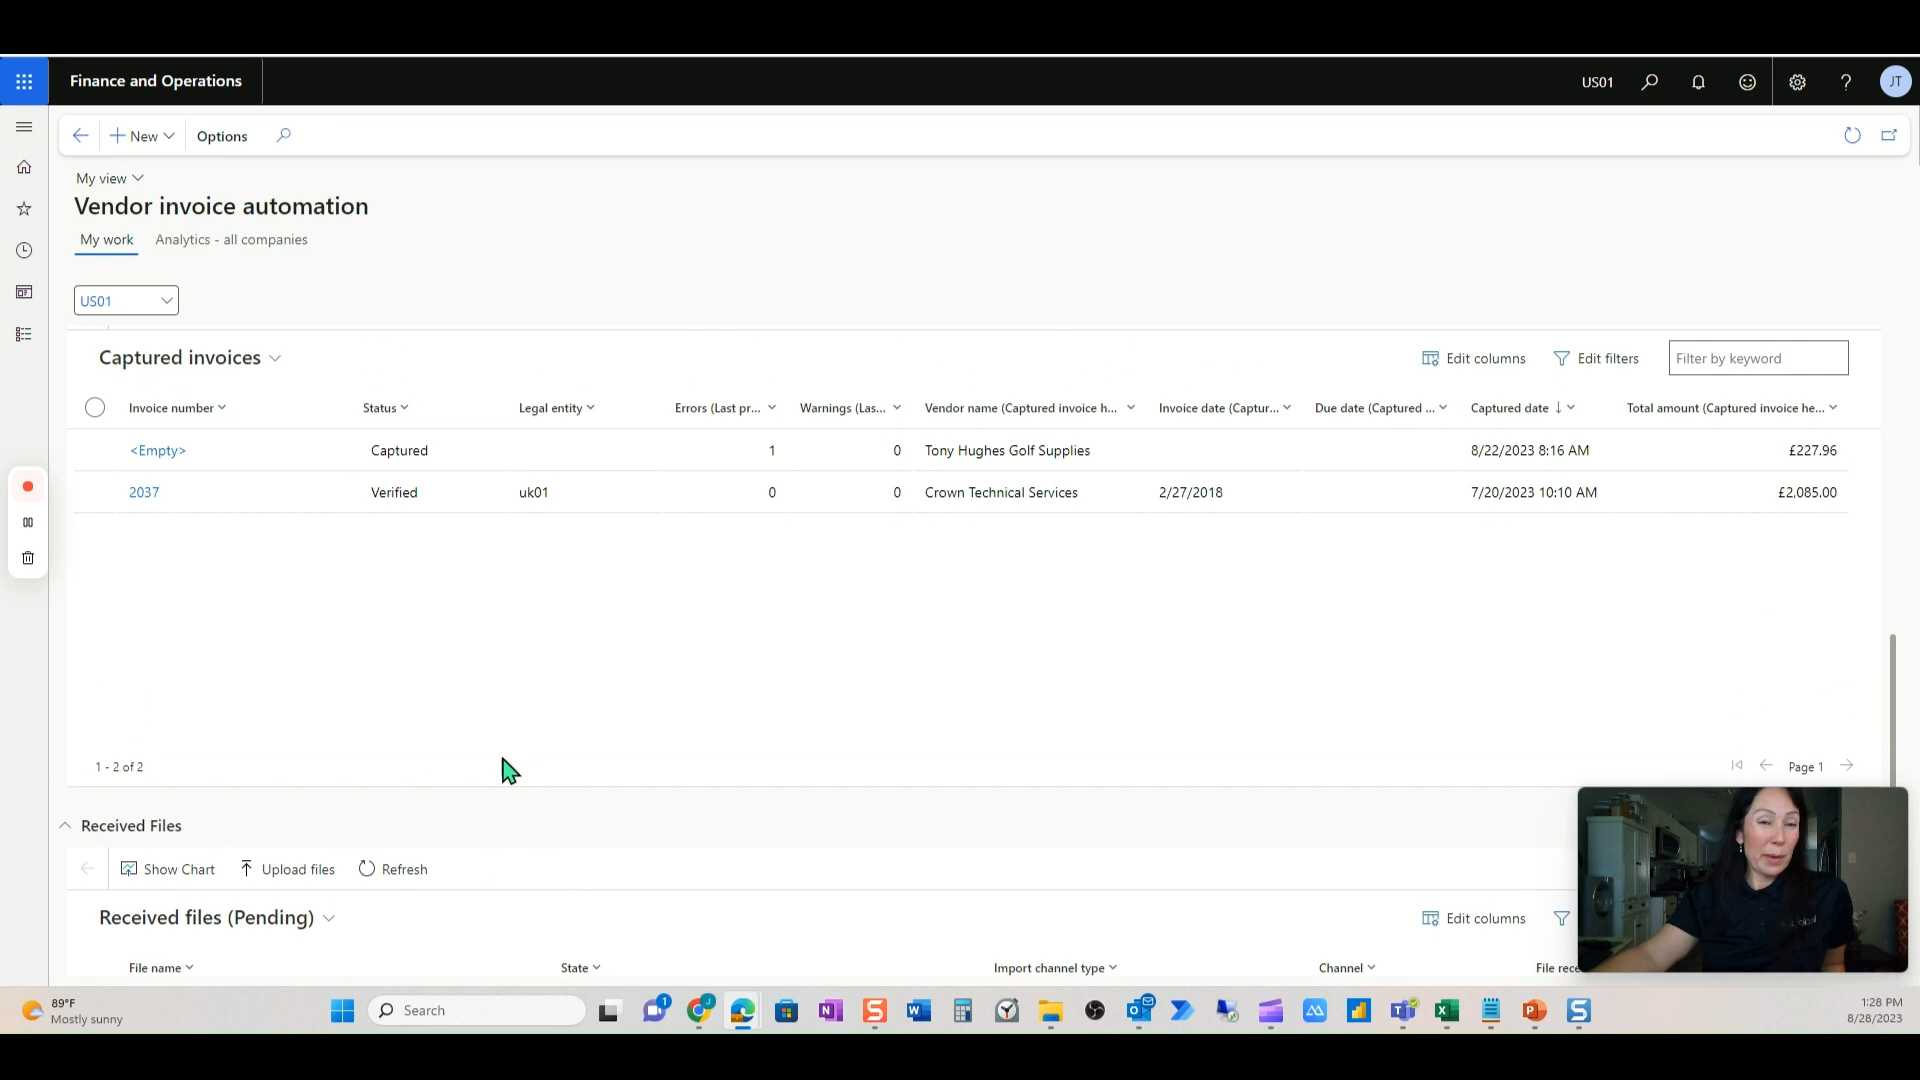 Finance and Operations
US01
JT
New
Options
My view
Vendor invoice automation
My work
Analytics - all companies
US01
Captured invoices
Edit columns
Edit filters
Filter by keyword
Invoice number
Status
Legal entity
Errors (Last pr...
Warnings (Las...
Vendor name (Captured invoice h...
Invoice date (Captur...
Due date (Captured ...
Captured date
Total amount (Captured invoice he...
<Empty>
Captured
1
0
Tony Hughes Golf Supplies
8/22/2023 8:16 AM
£227.96
2037
Verified
uk01
0
0
Crown Technical Services
2/27/2018
7/20/2023 10:10 AM
£2,085.00
1 - 2 of 2
Page 1
Received Files
Show Chart
Upload files
Refresh
Received files (Pending)
Edit columns
File name
State
Import channel type
Channel
File rece
89°F
Mostly sunny
Search
1
1:28 PM
8/28/2023